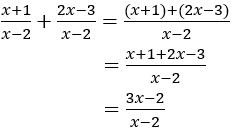 (x+1)/(x−2) + (2x−3)/(x−2) = ((x+1)+(2x−3))/(x−2)
= (x+1+2x−3)/(x−2)
= (3x−2)/(x−2)